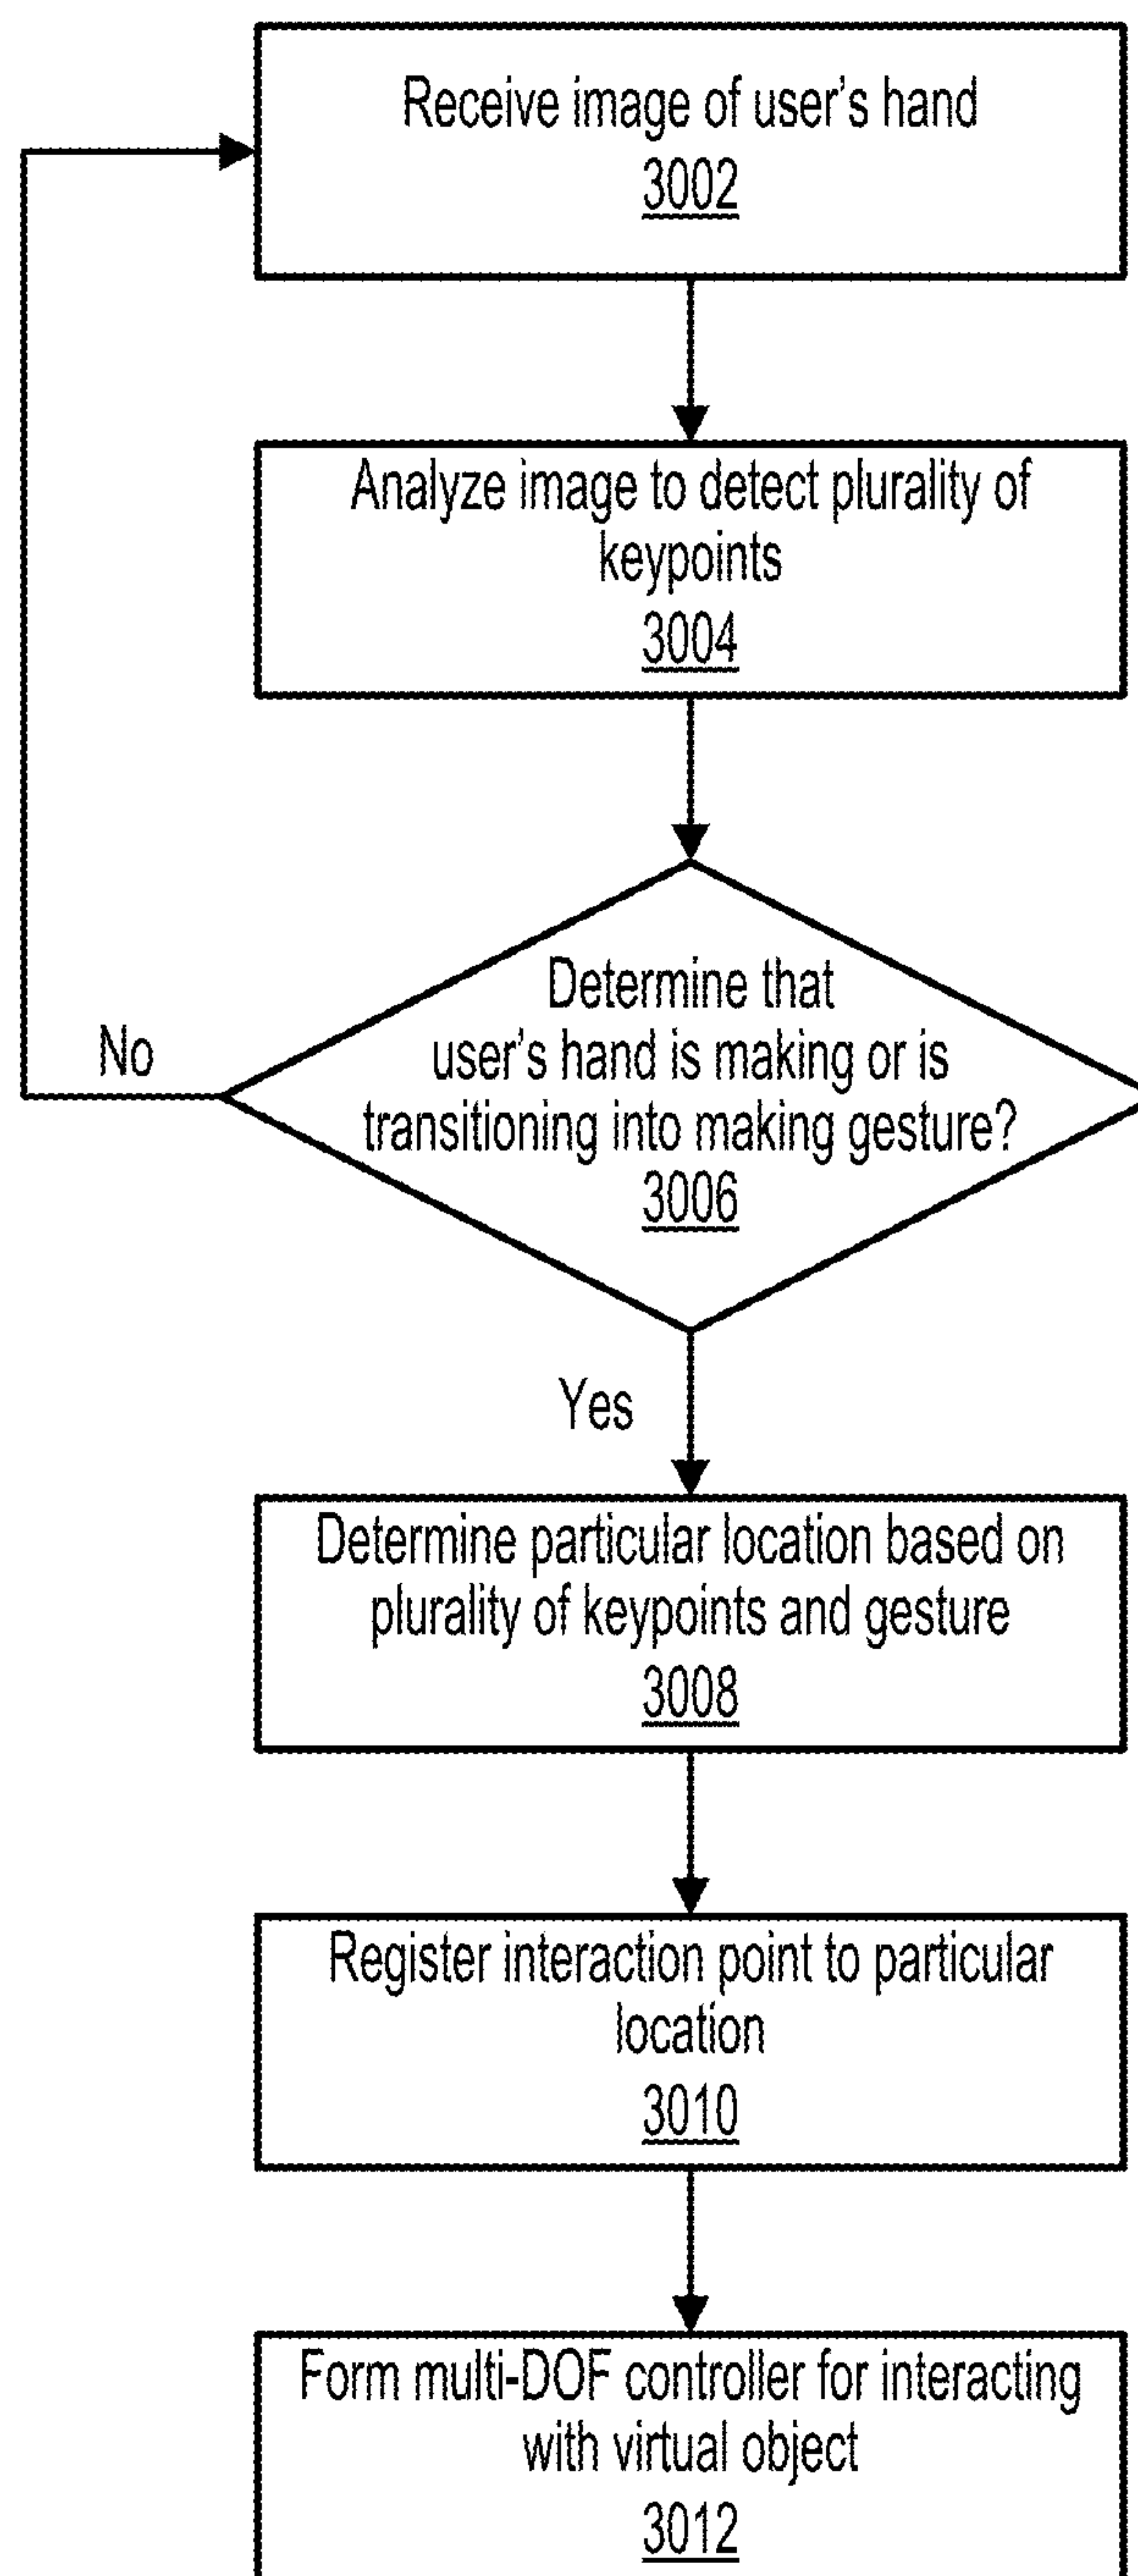 Receive image of user's hand
3002
Analyze image to detect plurality of
keypoints
3004
Determine that
user's hand is making or is
transitioning into making gesture?
3006
No
Yes
Determine particular location based on
plurality of keypoints and gesture
3008
Register interaction point to particular
location
3010
Form multi-DOF controller for interacting
with virtual object
3012